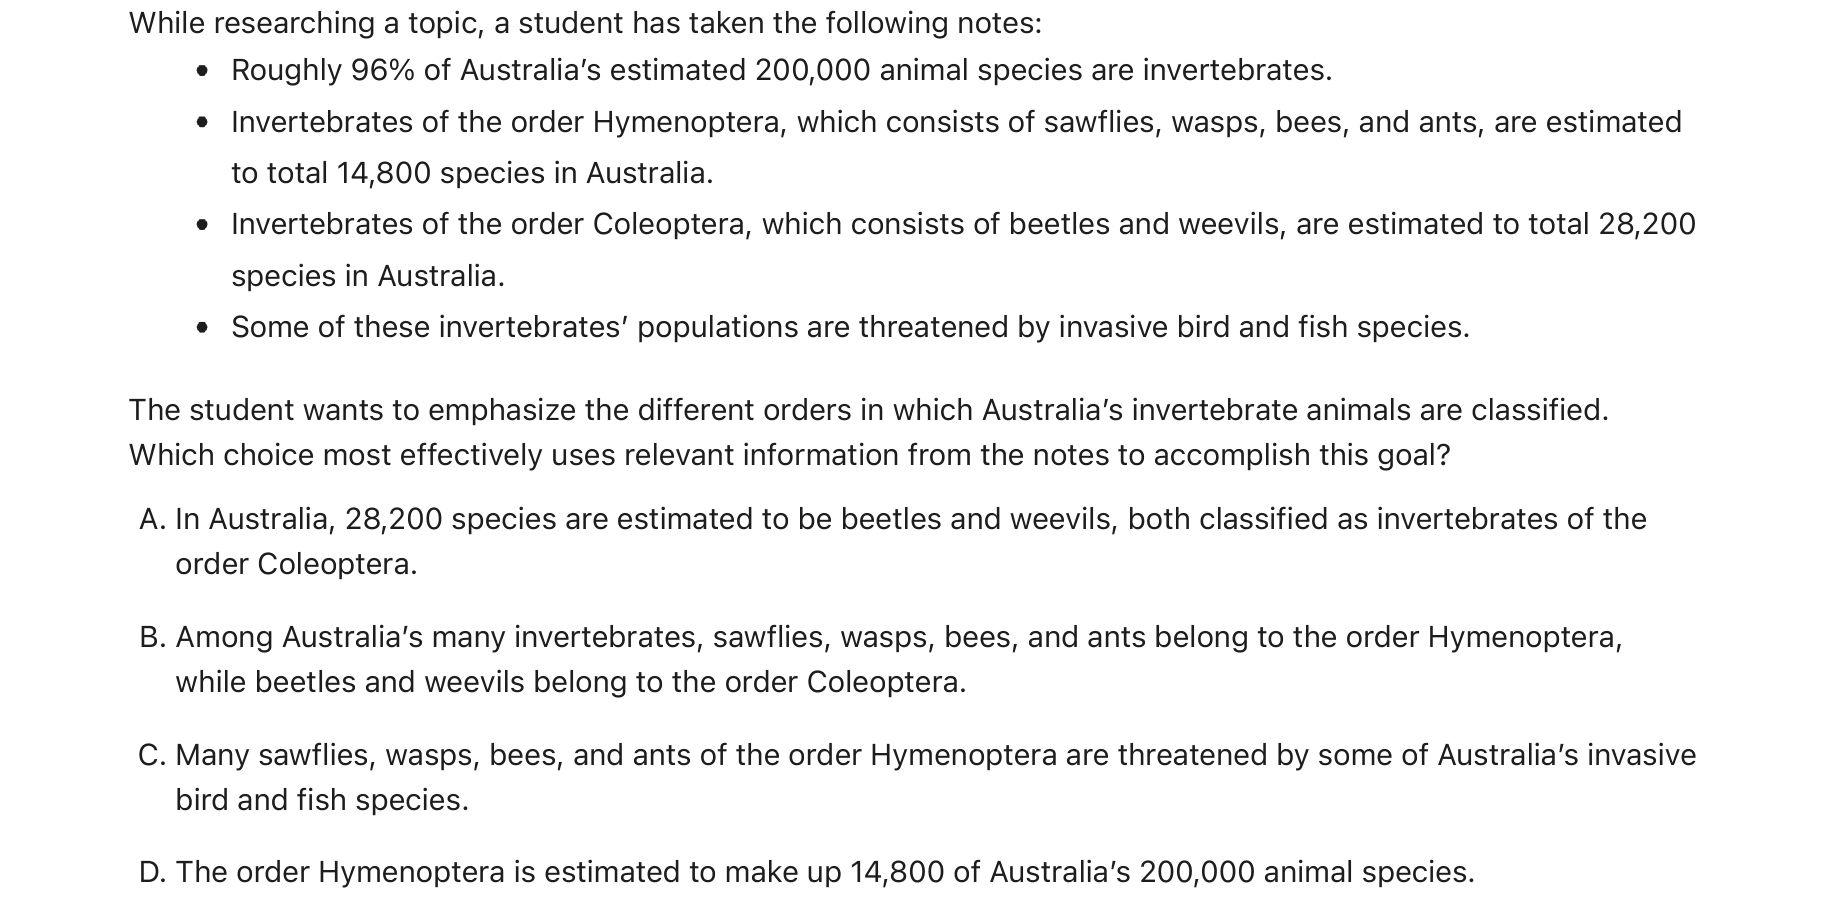 While researching a topic, a student has taken the following notes:
• Roughly 96% of Australia’s estimated 200,000 animal species are invertebrates.
• Invertebrates of the order Hymenoptera, which consists of sawflies, wasps, bees, and ants, are estimated
to total 14,800 species in Australia.
• Invertebrates of the order Coleoptera, which consists of beetles and weevils, are estimated to total 28,200
species in Australia.
• Some of these invertebrates’ populations are threatened by invasive bird and fish species.
The student wants to emphasize the different orders in which Australia’s invertebrate animals are classified.
Which choice most effectively uses relevant information from the notes to accomplish this goal?
A. In Australia, 28,200 species are estimated to be beetles and weevils, both classified as invertebrates of the
order Coleoptera.
B. Among Australia’s many invertebrates, sawflies, wasps, bees, and ants belong to the order Hymenoptera,
while beetles and weevils belong to the order Coleoptera.
C. Many sawflies, wasps, bees, and ants of the order Hymenoptera are threatened by some of Australia’s invasive
bird and fish species.
D. The order Hymenoptera is estimated to make up 14,800 of Australia’s 200,000 animal species.